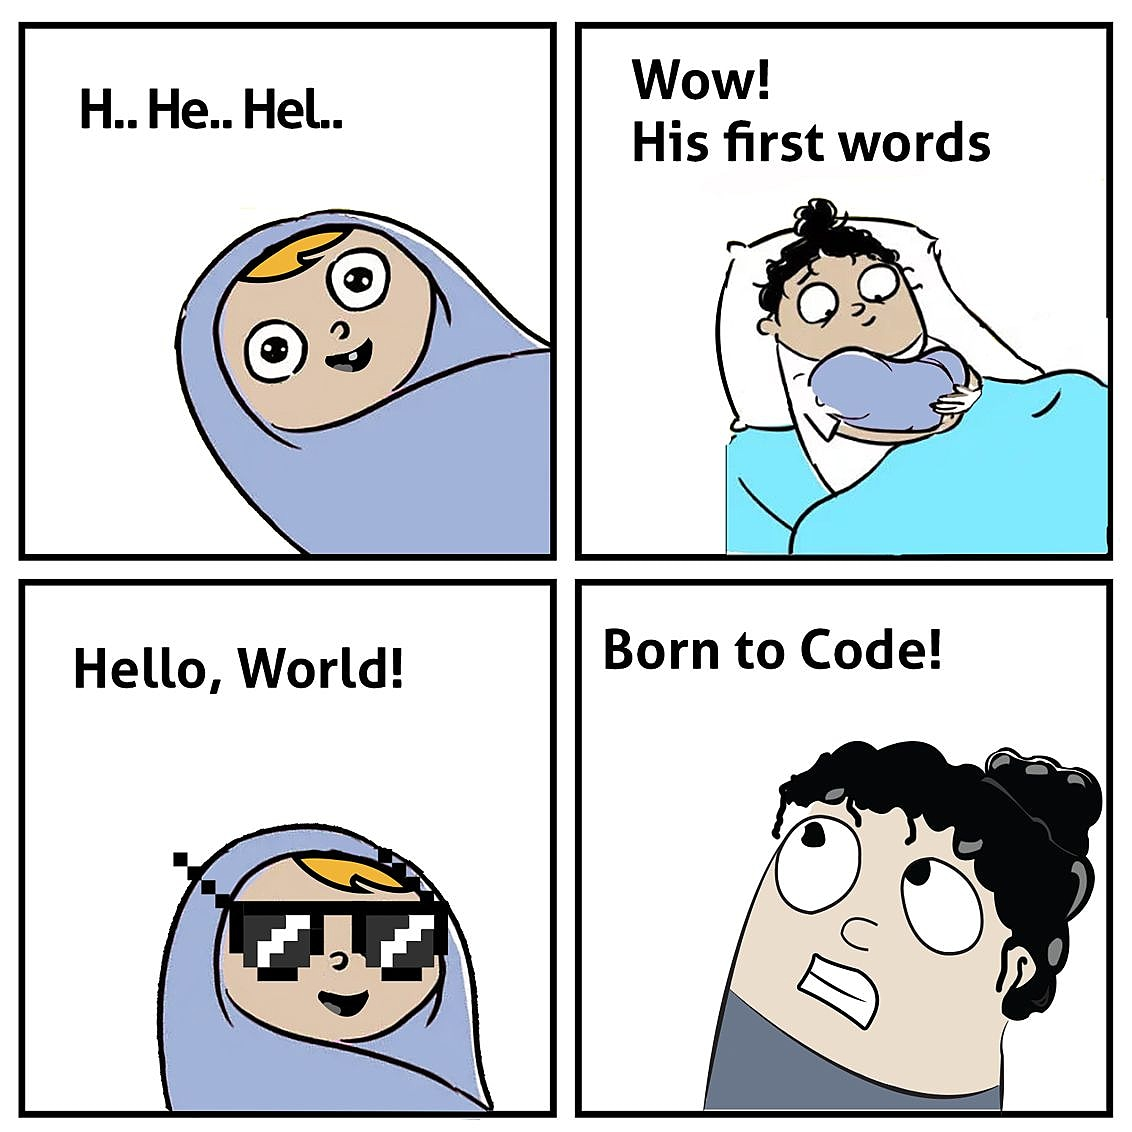 H.. He.. Hel..
Wow!
His first words
Hello, World!
Born to Code!